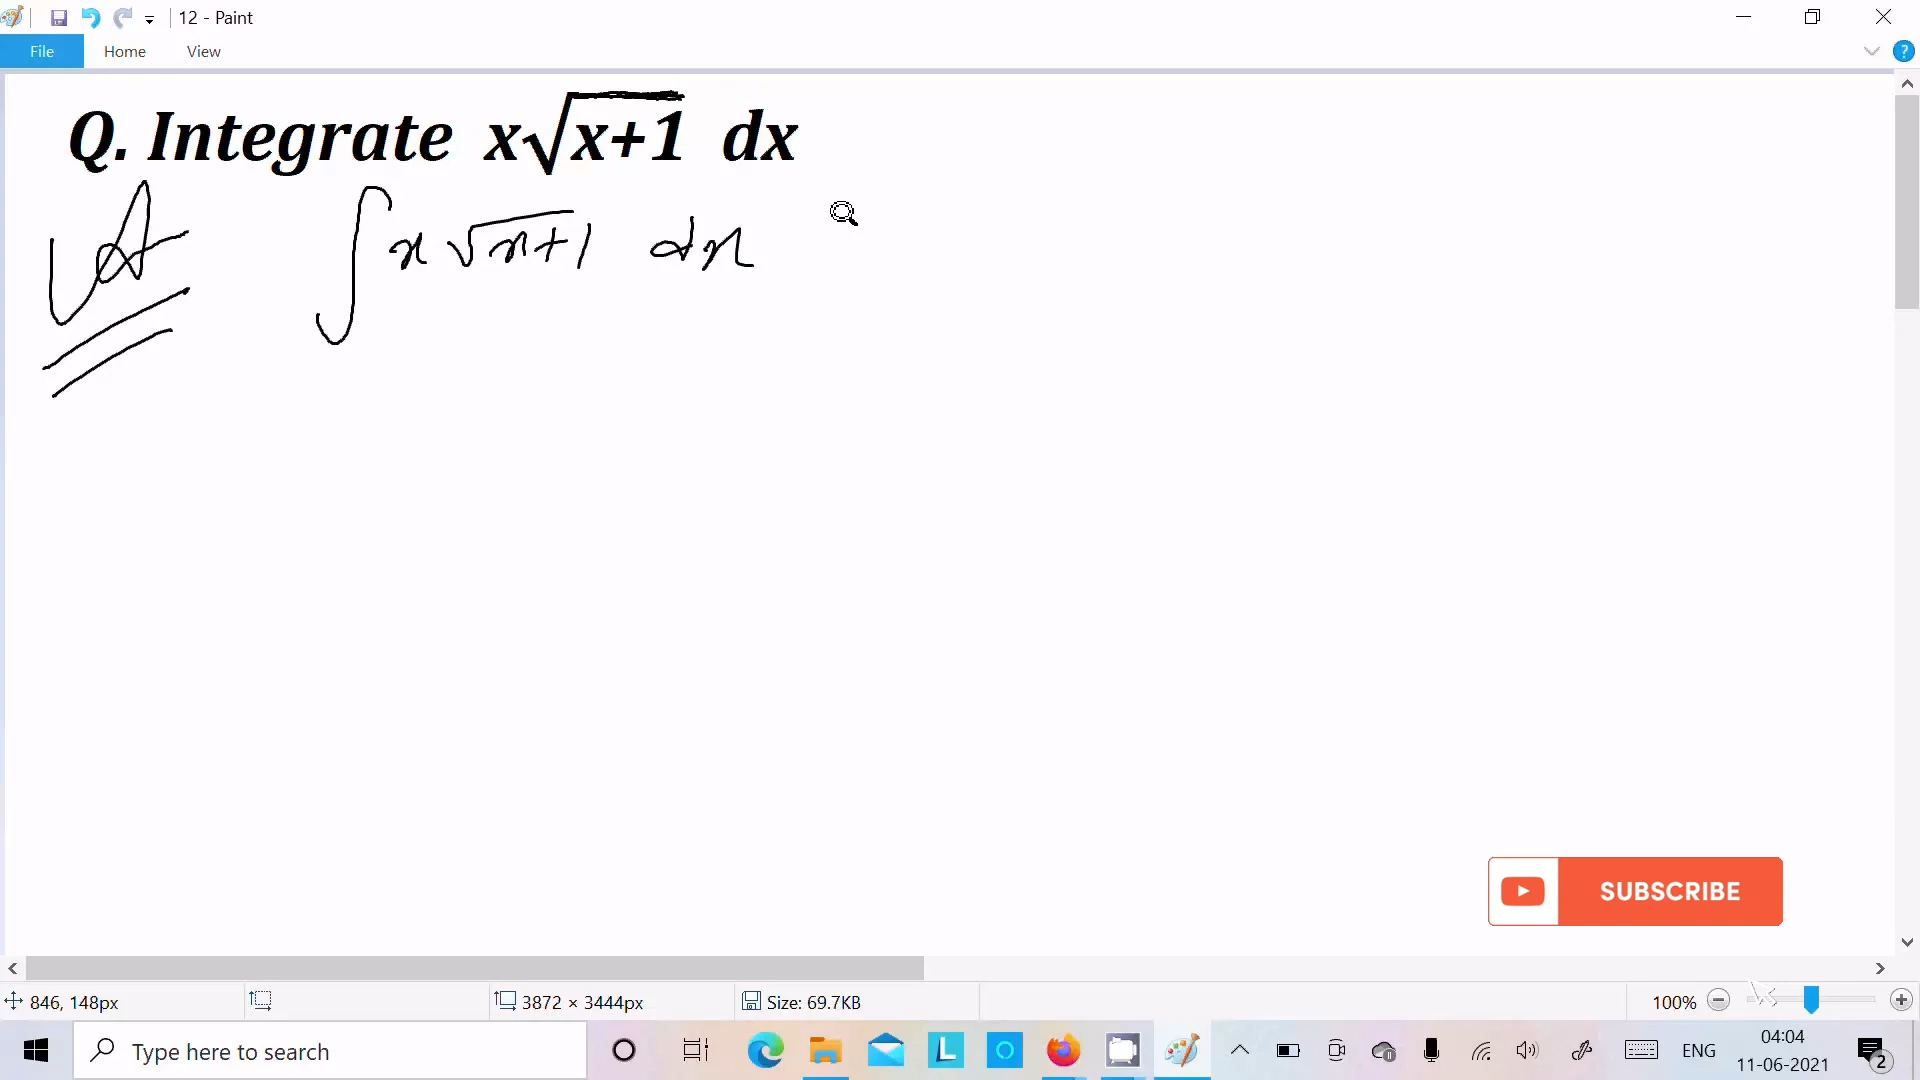 12 - Paint
File Home View
Q. Integrate x√x+1 dx
∫ x √x+1 dx
SUBSCRIBE
846, 148px 3872 × 3444px Size: 69.7KB 100%
Type here to search ENG 04:04
11-06-2021 2